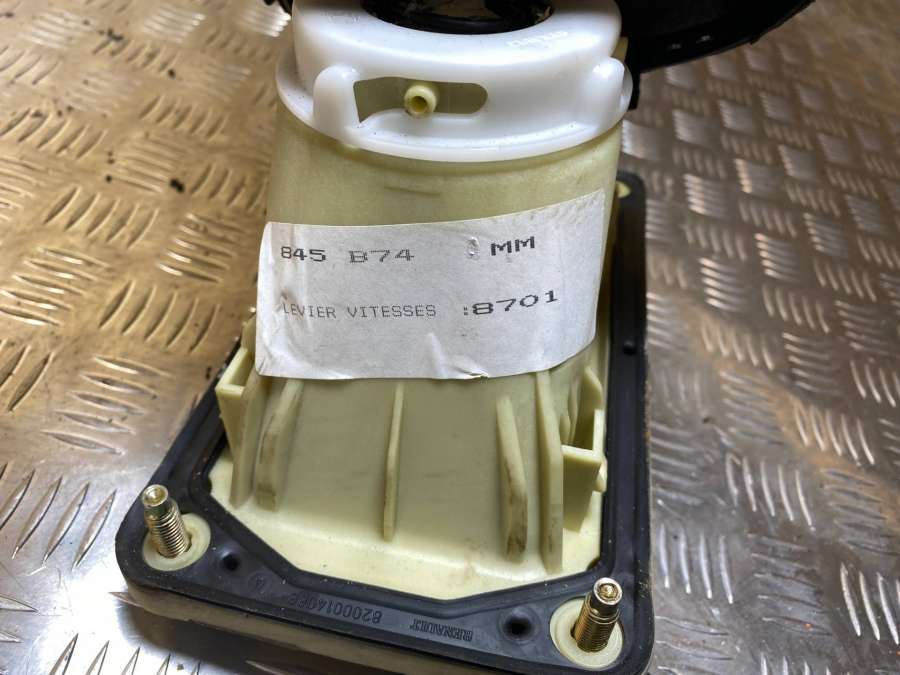 845 B74 MM
LEVIER VITESSES :8701
RENAULT